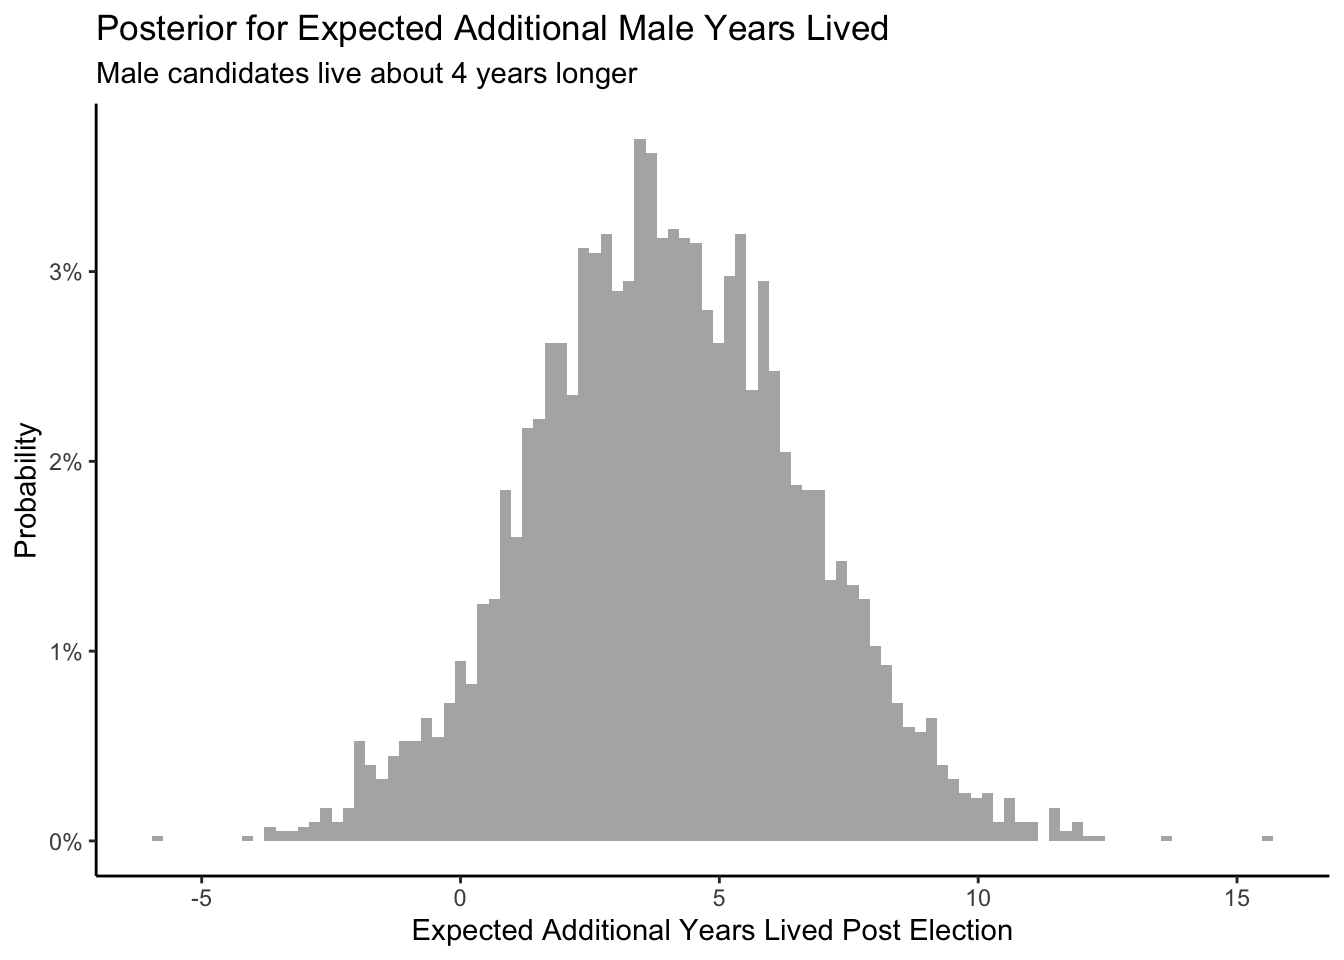 Posterior for Expected Additional Male Years Lived
Male candidates live about 4 years longer
Probability
3%
2%
1%
0%
-5
0
5
10
15
Expected Additional Years Lived Post Election